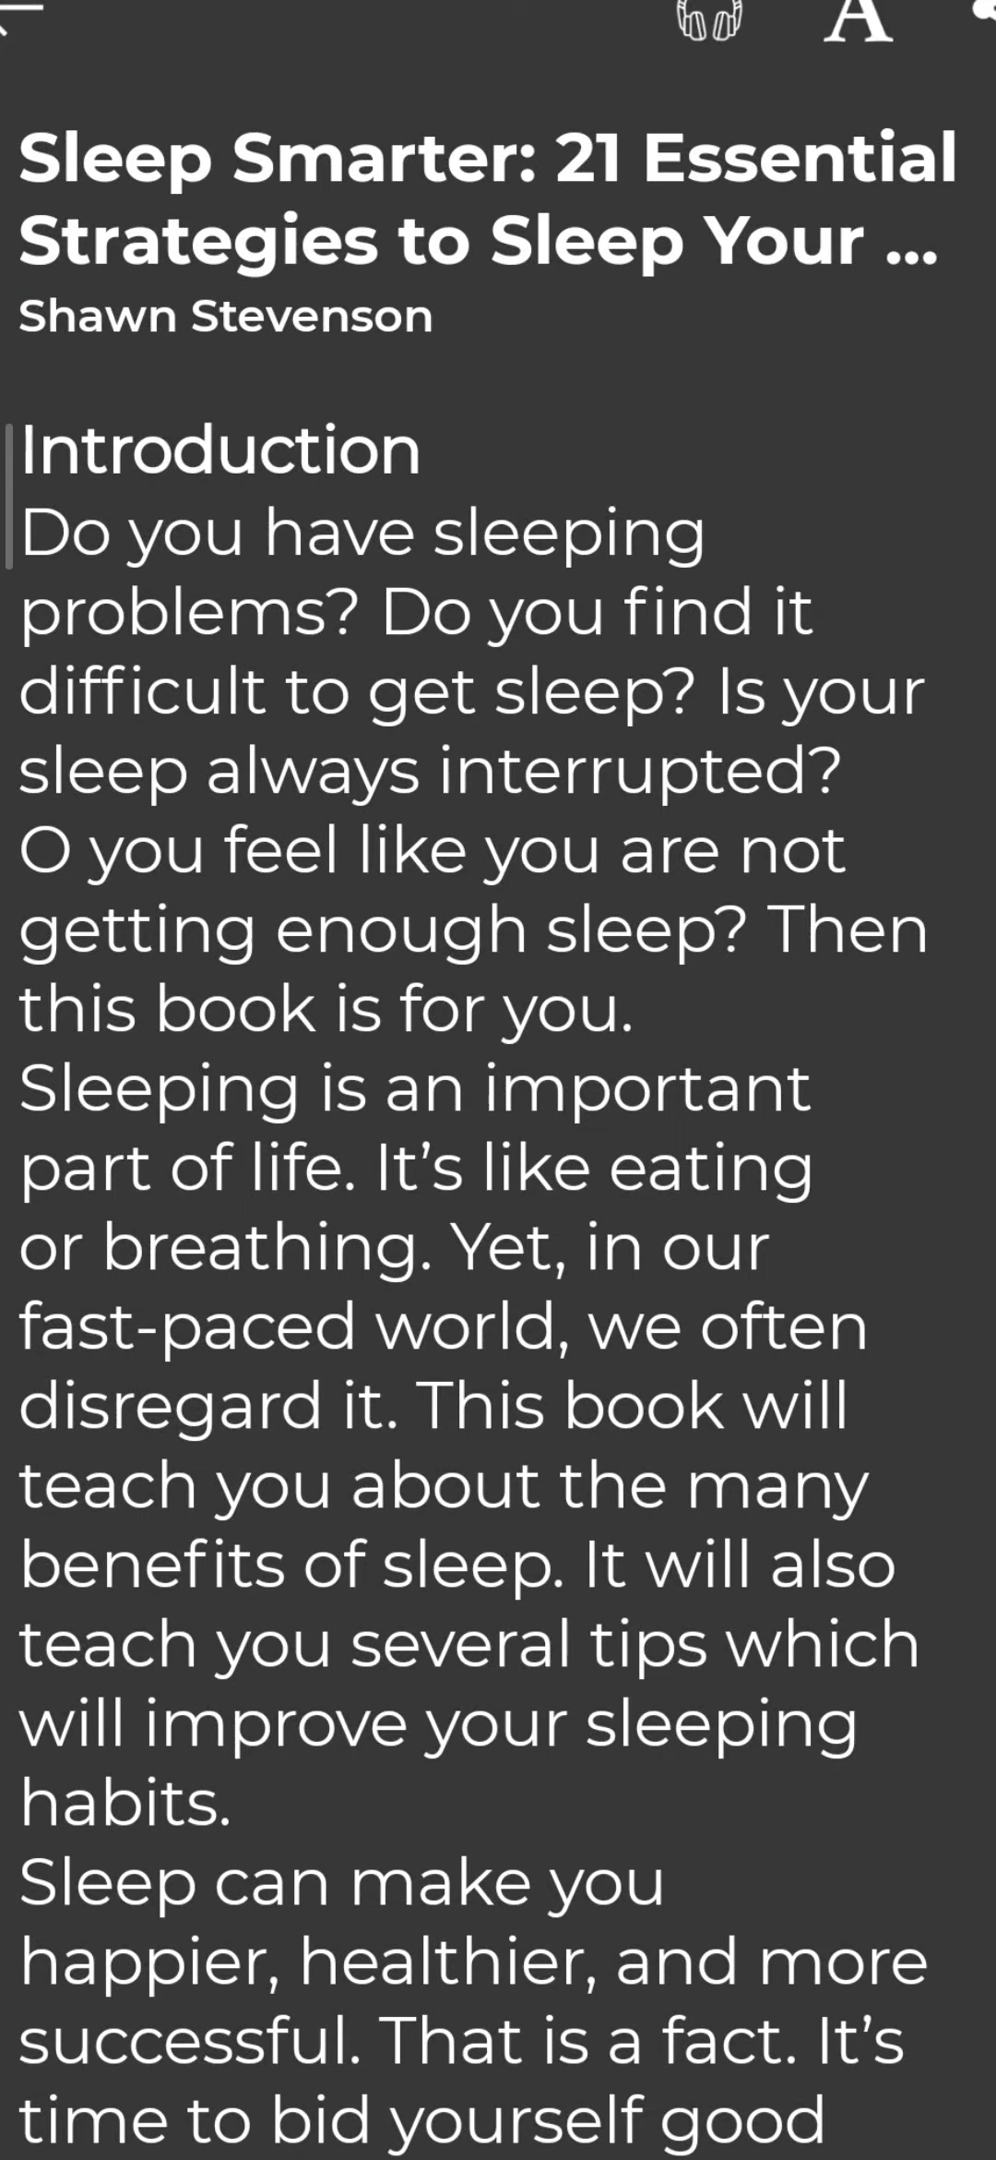 A
Sleep Smarter: 21 Essential
Strategies to Sleep Your ...
Shawn Stevenson
Introduction
Do you have sleeping
problems? Do you find it
difficult to get sleep? Is your
sleep always interrupted?
O you feel like you are not
getting enough sleep? Then
this book is for you.
Sleeping is an important
part of life. It’s like eating
or breathing. Yet, in our
fast-paced world, we often
disregard it. This book will
teach you about the many
benefits of sleep. It will also
teach you several tips which
will improve your sleeping
habits.
Sleep can make you
happier, healthier, and more
successful. That is a fact. It’s
time to bid yourself good